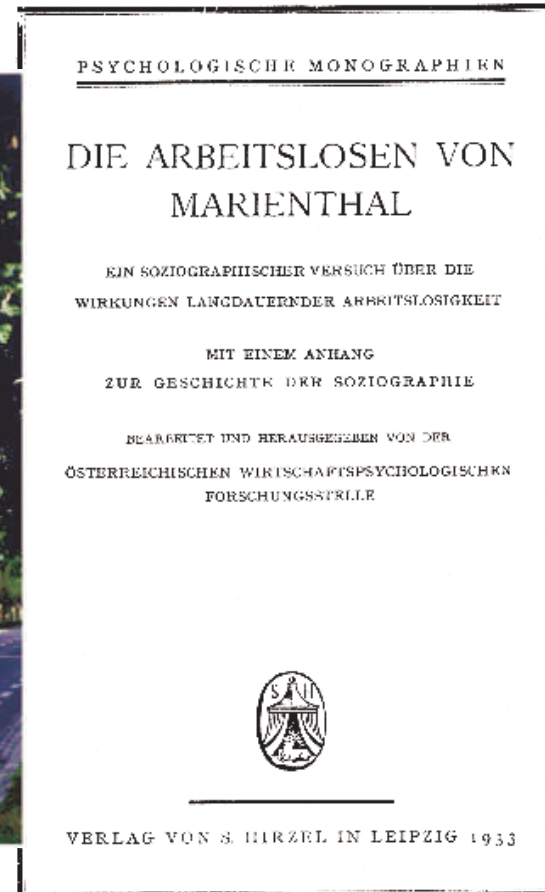 PSYCHOLOGISCHE MONOGRAPHIEN
DIE ARBEITSLOSEN VON
MARIENTHAL
EIN SOZIOGRAPHISCHER VERSUCH ÜBER DIE
WIRKUNGEN LANGDAUERNDER ARBEITSLOSIGKEIT
MIT EINEM ANHANG
ZUR GESCHICHTE DER SOZIOGRAPHIE
BEARBEITET UND HERAUSGEGEBEN VON DER
ÖSTERREICHISCHEN WIRTSCHAFTSPSYCHOLOGISCHEN
FORSCHUNGSSTELLE
S H
VERLAG VON S. HIRZEL IN LEIPZIG 1933